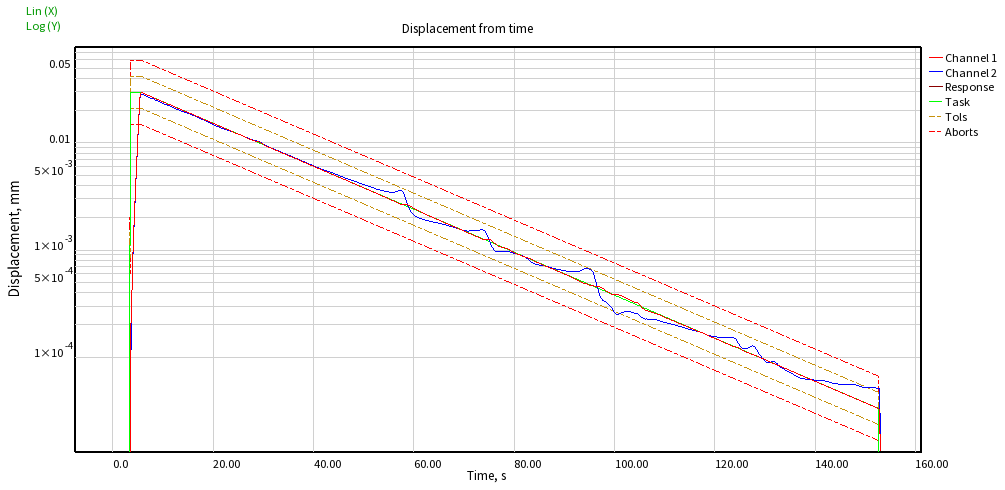 Lin (X)
Log (Y)
Displacement from time
0.05
0.01
5×10⁻³
1×10⁻³
5×10⁻⁴
1×10⁻⁴
Displacement, mm
0.0 20.00 40.00 60.00 80.00 100.00 120.00 140.00 160.00
Time, s
Channel 1
Channel 2
Response
Task
Tols
Aborts